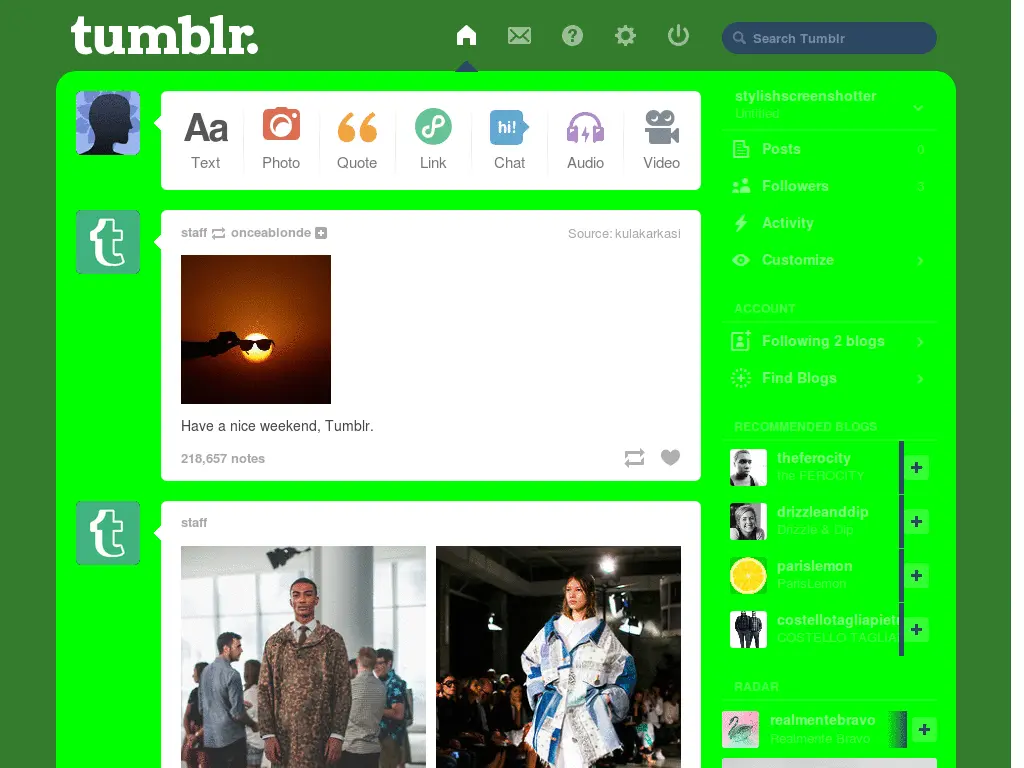 tumblr.
Search Tumblr
Aa
hi!
Text
Photo
Quote
Link
Chat
Audio
Video
staff onceablonde
Source: kulakarkasi
Have a nice weekend, Tumblr.
218,657 notes
staff
stylishscreenshotter
Untitled
Posts 0
Followers 3
Activity
Customize
ACCOUNT
Following 2 blogs
Find Blogs
RECOMMENDED BLOGS
theferocity
the FEROCITY
drizzleanddip
Drizzle & Dip
parislemon
ParisLemon
costellotagliapiet
COSTELLO TAGLIA
RADAR
realmentebravo
Realmente Bravo